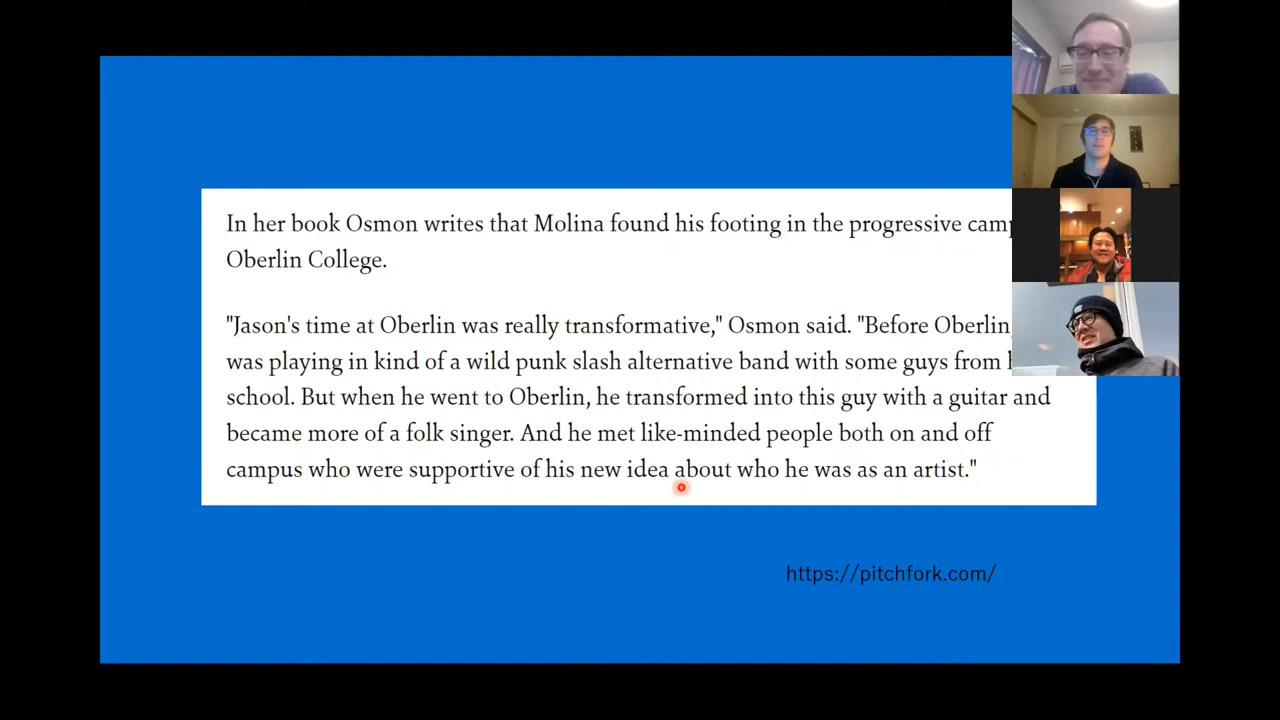 In her book Osmon writes that Molina found his footing in the progressive
Oberlin College.
"Jason's time at Oberlin was really transformative," Osmon said. "Before Oberlin,
was playing in kind of a wild punk slash alternative band with some guys from
school. But when he went to Oberlin, he transformed into this guy with a guitar and
became more of a folk singer. And he met like-minded people both on and off
campus who were supportive of his new idea about who he was as an artist."
https://pitchfork.com/